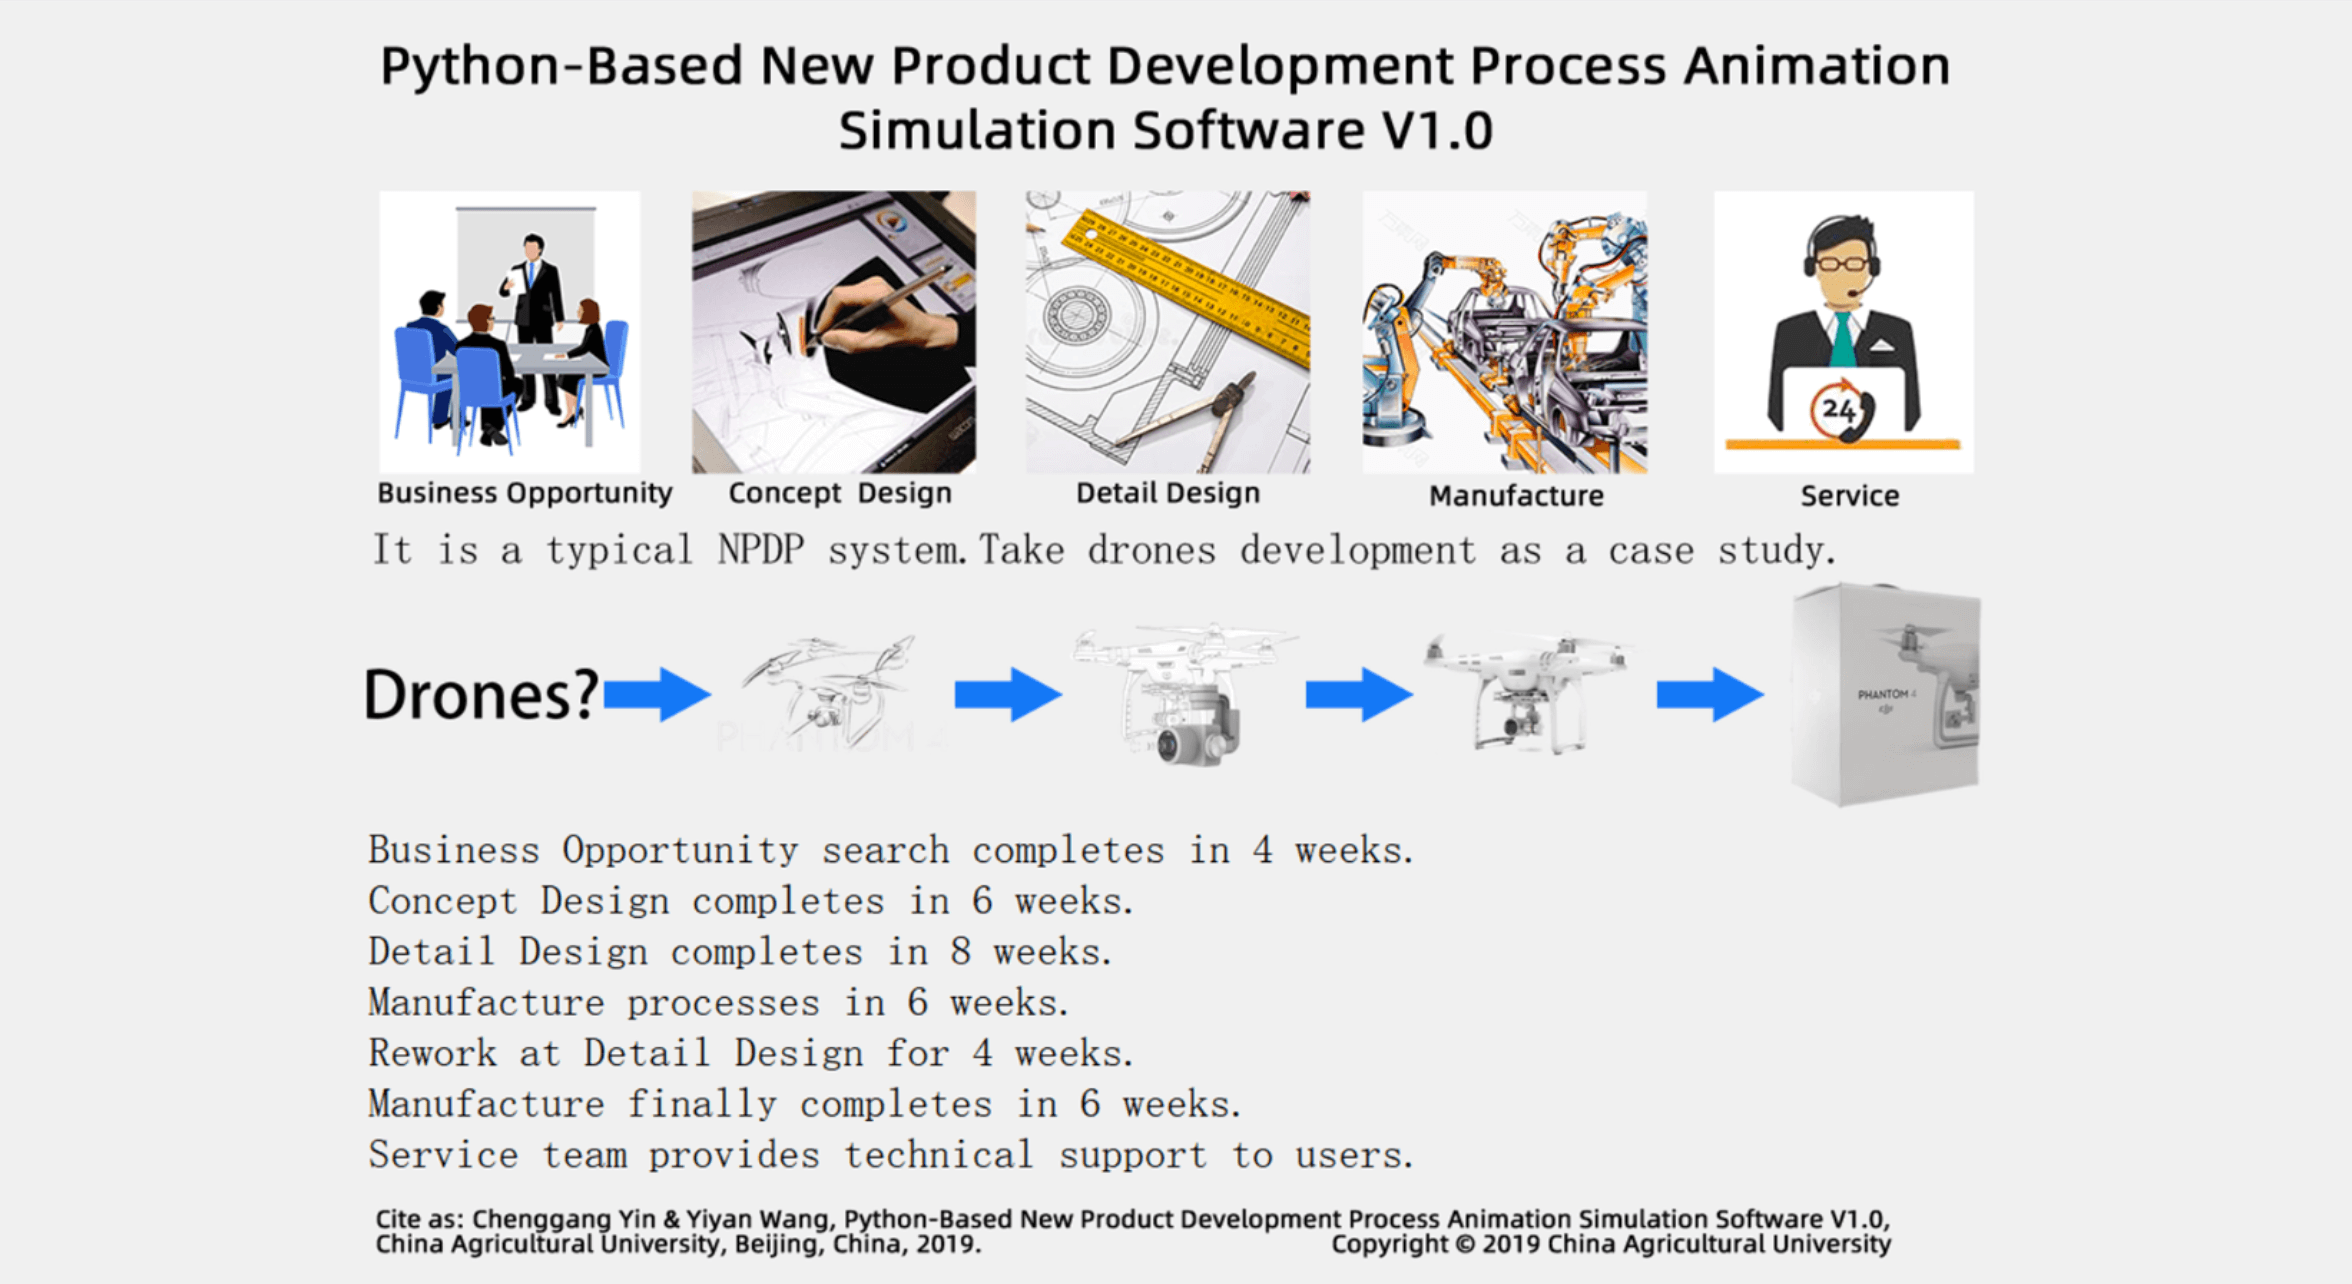 Python-Based New Product Development Process Animation
Simulation Software V1.0
24
Business Opportunity
Concept Design
Detail Design
Manufacture
Service
It is a typical NPDP system. Take drones development as a case study.
Drones?
PHANTOM 4
PHANTOM 4
dji
Business Opportunity search completes in 4 weeks.
Concept Design completes in 6 weeks.
Detail Design completes in 8 weeks.
Manufacture processes in 6 weeks.
Rework at Detail Design for 4 weeks.
Manufacture finally completes in 6 weeks.
Service team provides technical support to users.
Cite as: Chenggang Yin & Yiyan Wang, Python-Based New Product Development Process Animation Simulation Software V1.0,
China Agricultural University, Beijing, China, 2019.
Copyright © 2019 China Agricultural University